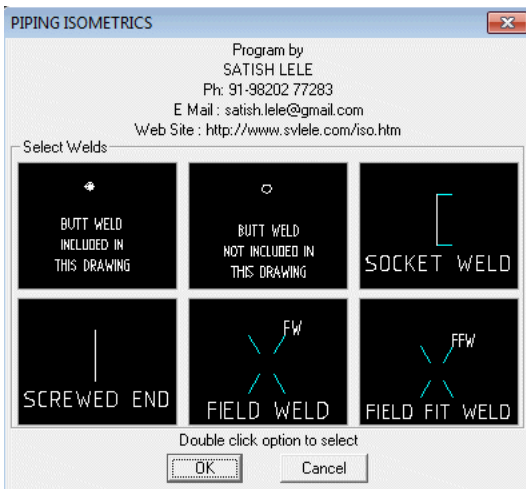 PIPING ISOMETRICS
Program by
SATISH LELE
Ph: 91-98202 77283
E Mail : satish.lele@gmail.com
Web Site : http://www.svlele.com/iso.htm
Select Welds
BUTT WELD
INCLUDED IN
THIS DRAWING
BUTT WELD
NOT INCLUDED IN
THIS DRAWING
SOCKET WELD
SCREWED END
FW
FIELD WELD
FFW
FIELD FIT WELD
Double click option to select
OK
Cancel